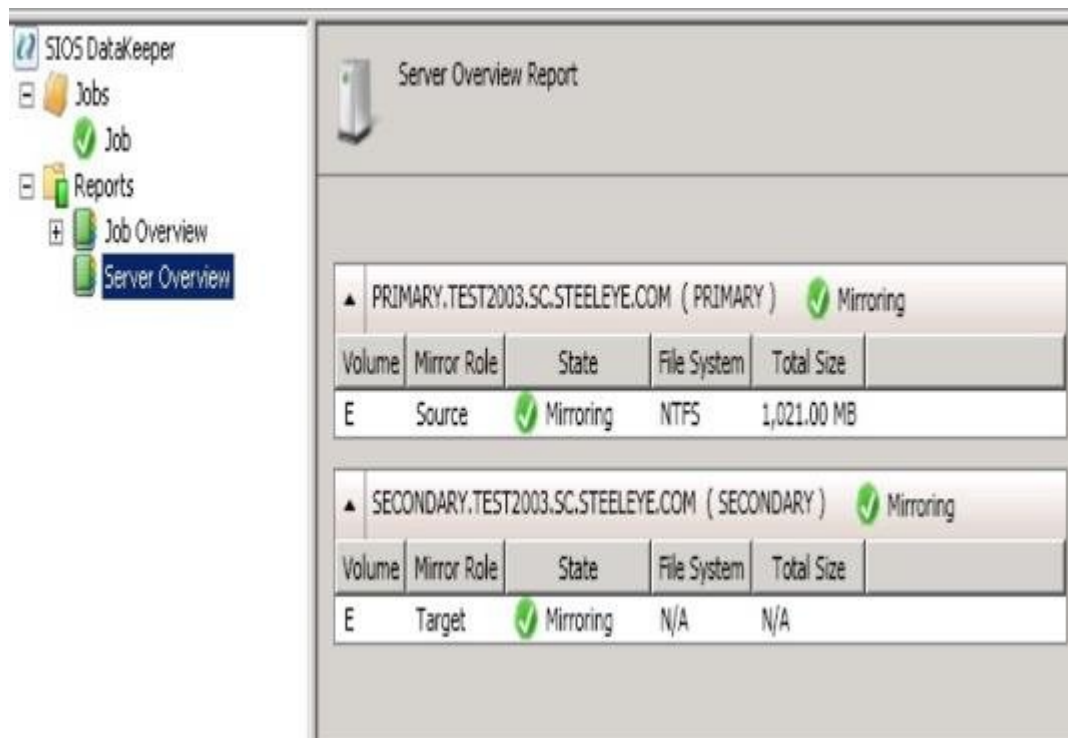 SIOS DataKeeper
Jobs
Job
Reports
Job Overview
Server Overview
Server Overview Report
PRIMARY.TEST2003.SC.STEELEYE.COM ( PRIMARY ) Mirroring
Volume Mirror Role State File System Total Size
E Source Mirroring NTFS 1,021.00 MB
SECONDARY.TEST2003.SC.STEELEYE.COM ( SECONDARY ) Mirroring
Volume Mirror Role State File System Total Size
E Target Mirroring N/A N/A